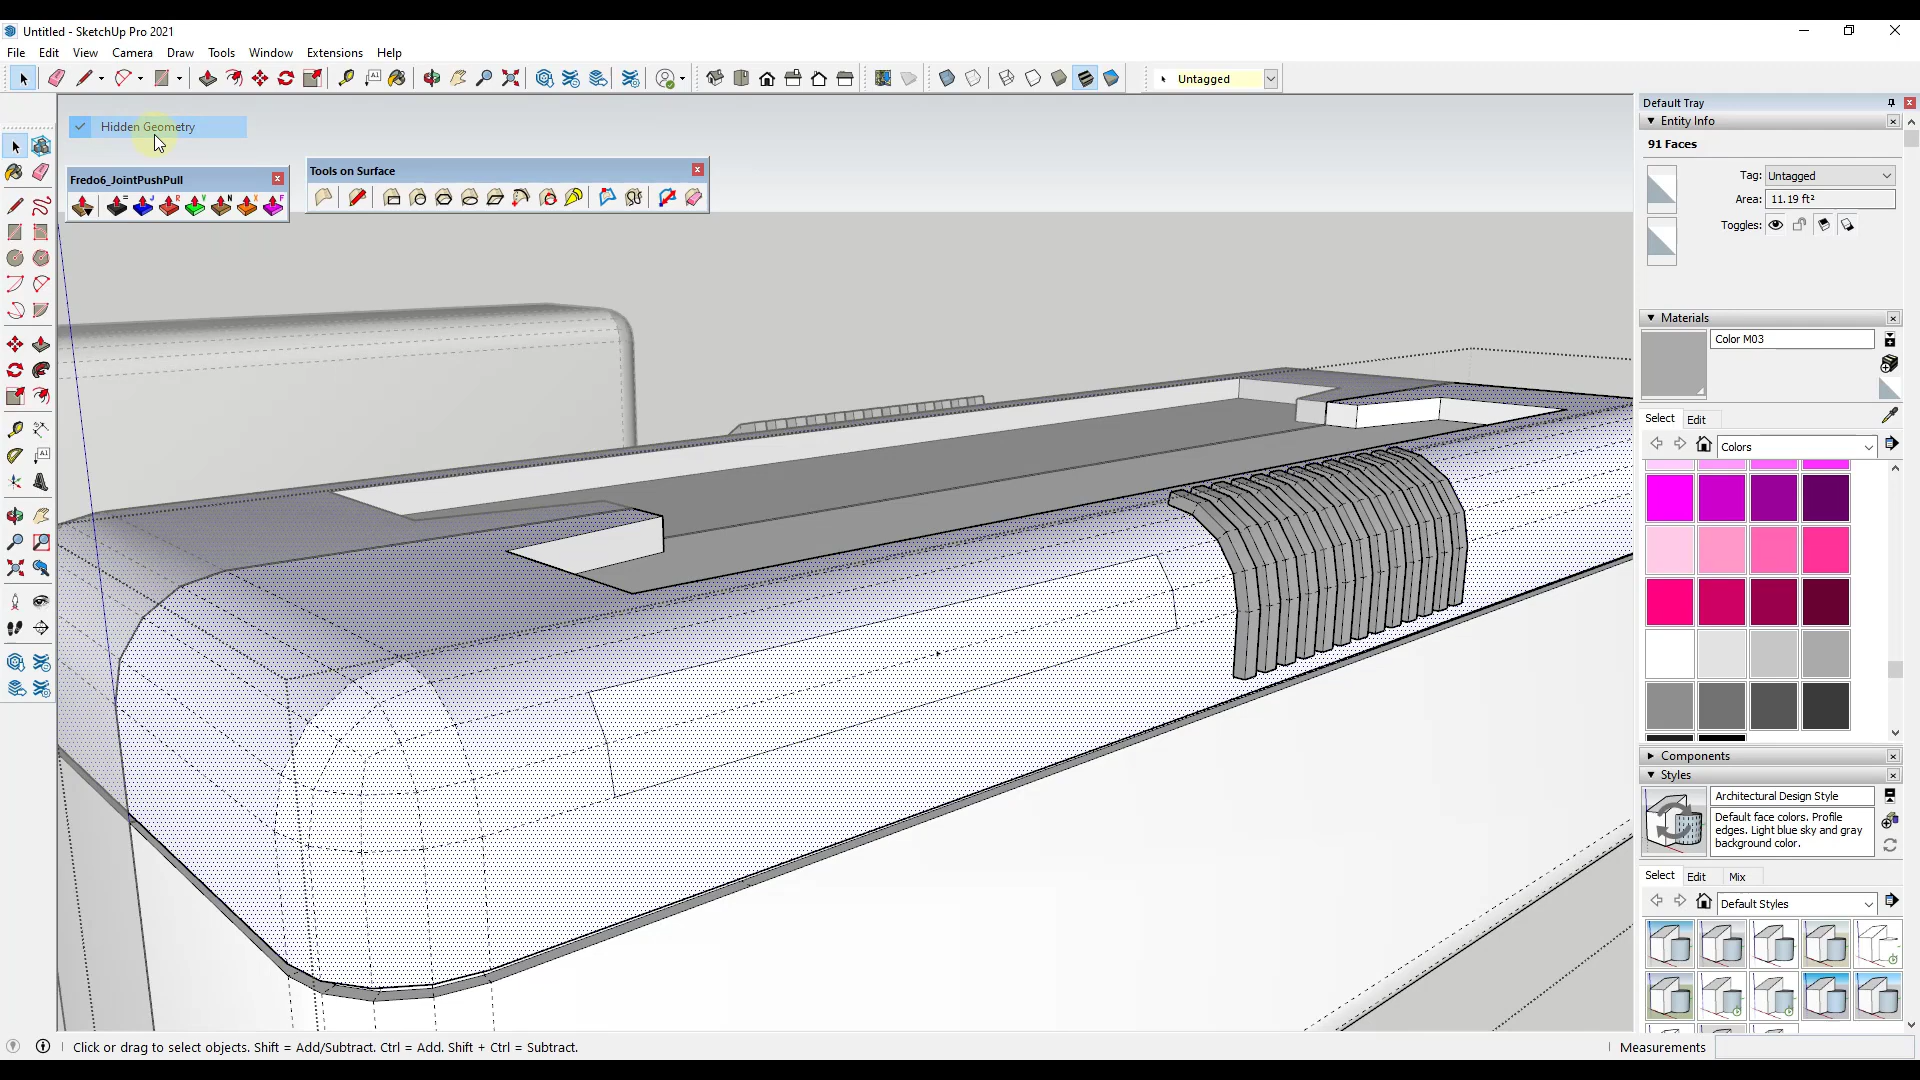 Untitled - SketchUp Pro 2021
File Edit View Camera Draw Tools Window Extensions Help
Untagged
Hidden Geometry
Fredo6_JointPushPull
Tools on Surface
Default Tray
Entity Info
91 Faces
Tag: Untagged
Area: 11.19 ft²
Toggles:
Materials
Color M03
Select Edit
Colors
Components
Styles
Architectural Design Style
Default face colors. Profile
edges. Light blue sky and gray
background color.
Select Edit Mix
Default Styles
Click or drag to select objects. Shift = Add/Subtract. Ctrl = Add. Shift + Ctrl = Subtract.
Measurements